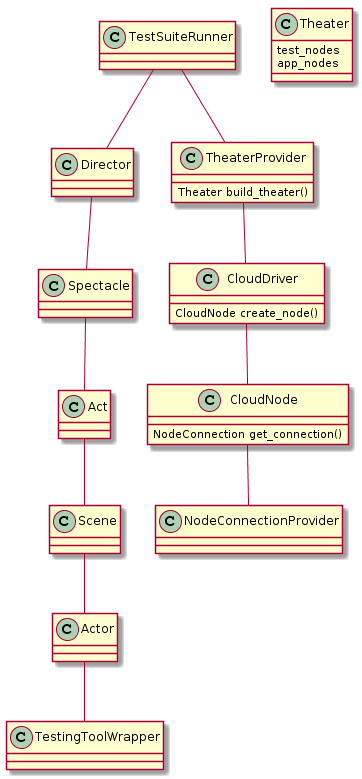 C TestSuiteRunner
C Theater
test_nodes
app_nodes
C Director
C TheaterProvider
Theater build_theater()
C Spectacle
C CloudDriver
CloudNode create_node()
C Act
C CloudNode
NodeConnection get_connection()
C Scene
C NodeConnectionProvider
C Actor
C TestingToolWrapper